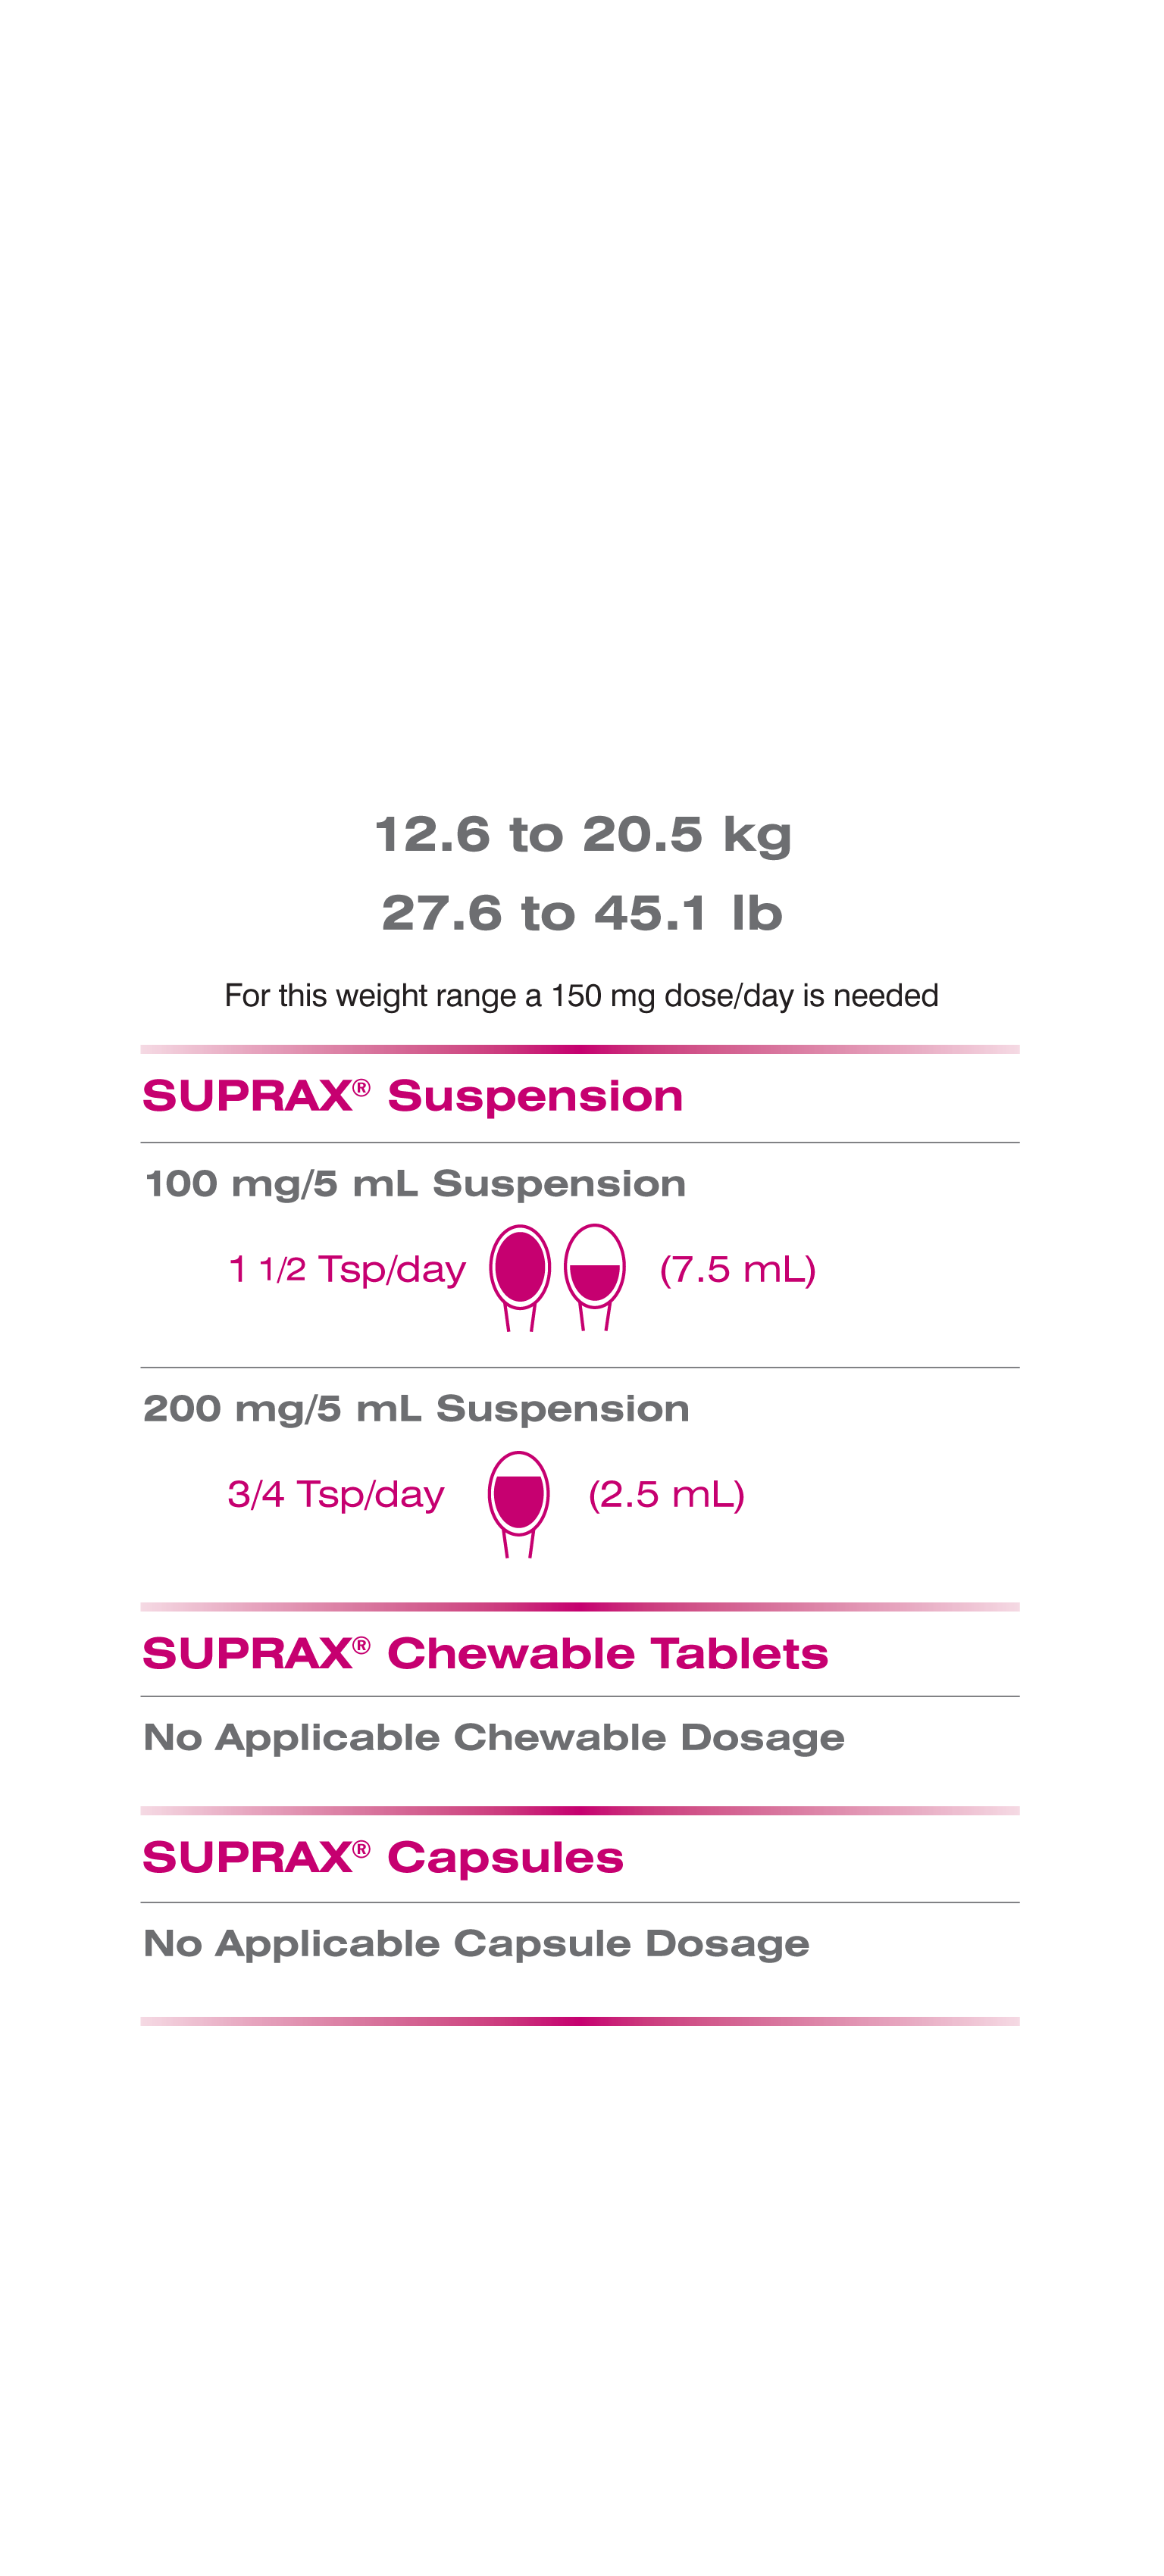 12.6 to 20.5 kg
27.6 to 45.1 lb
For this weight range a 150 mg dose/day is needed
SUPRAX® Suspension
100 mg/5 mL Suspension
1 1/2 Tsp/day (7.5 mL)
200 mg/5 mL Suspension
3/4 Tsp/day (2.5 mL)
SUPRAX® Chewable Tablets
No Applicable Chewable Dosage
SUPRAX® Capsules
No Applicable Capsule Dosage